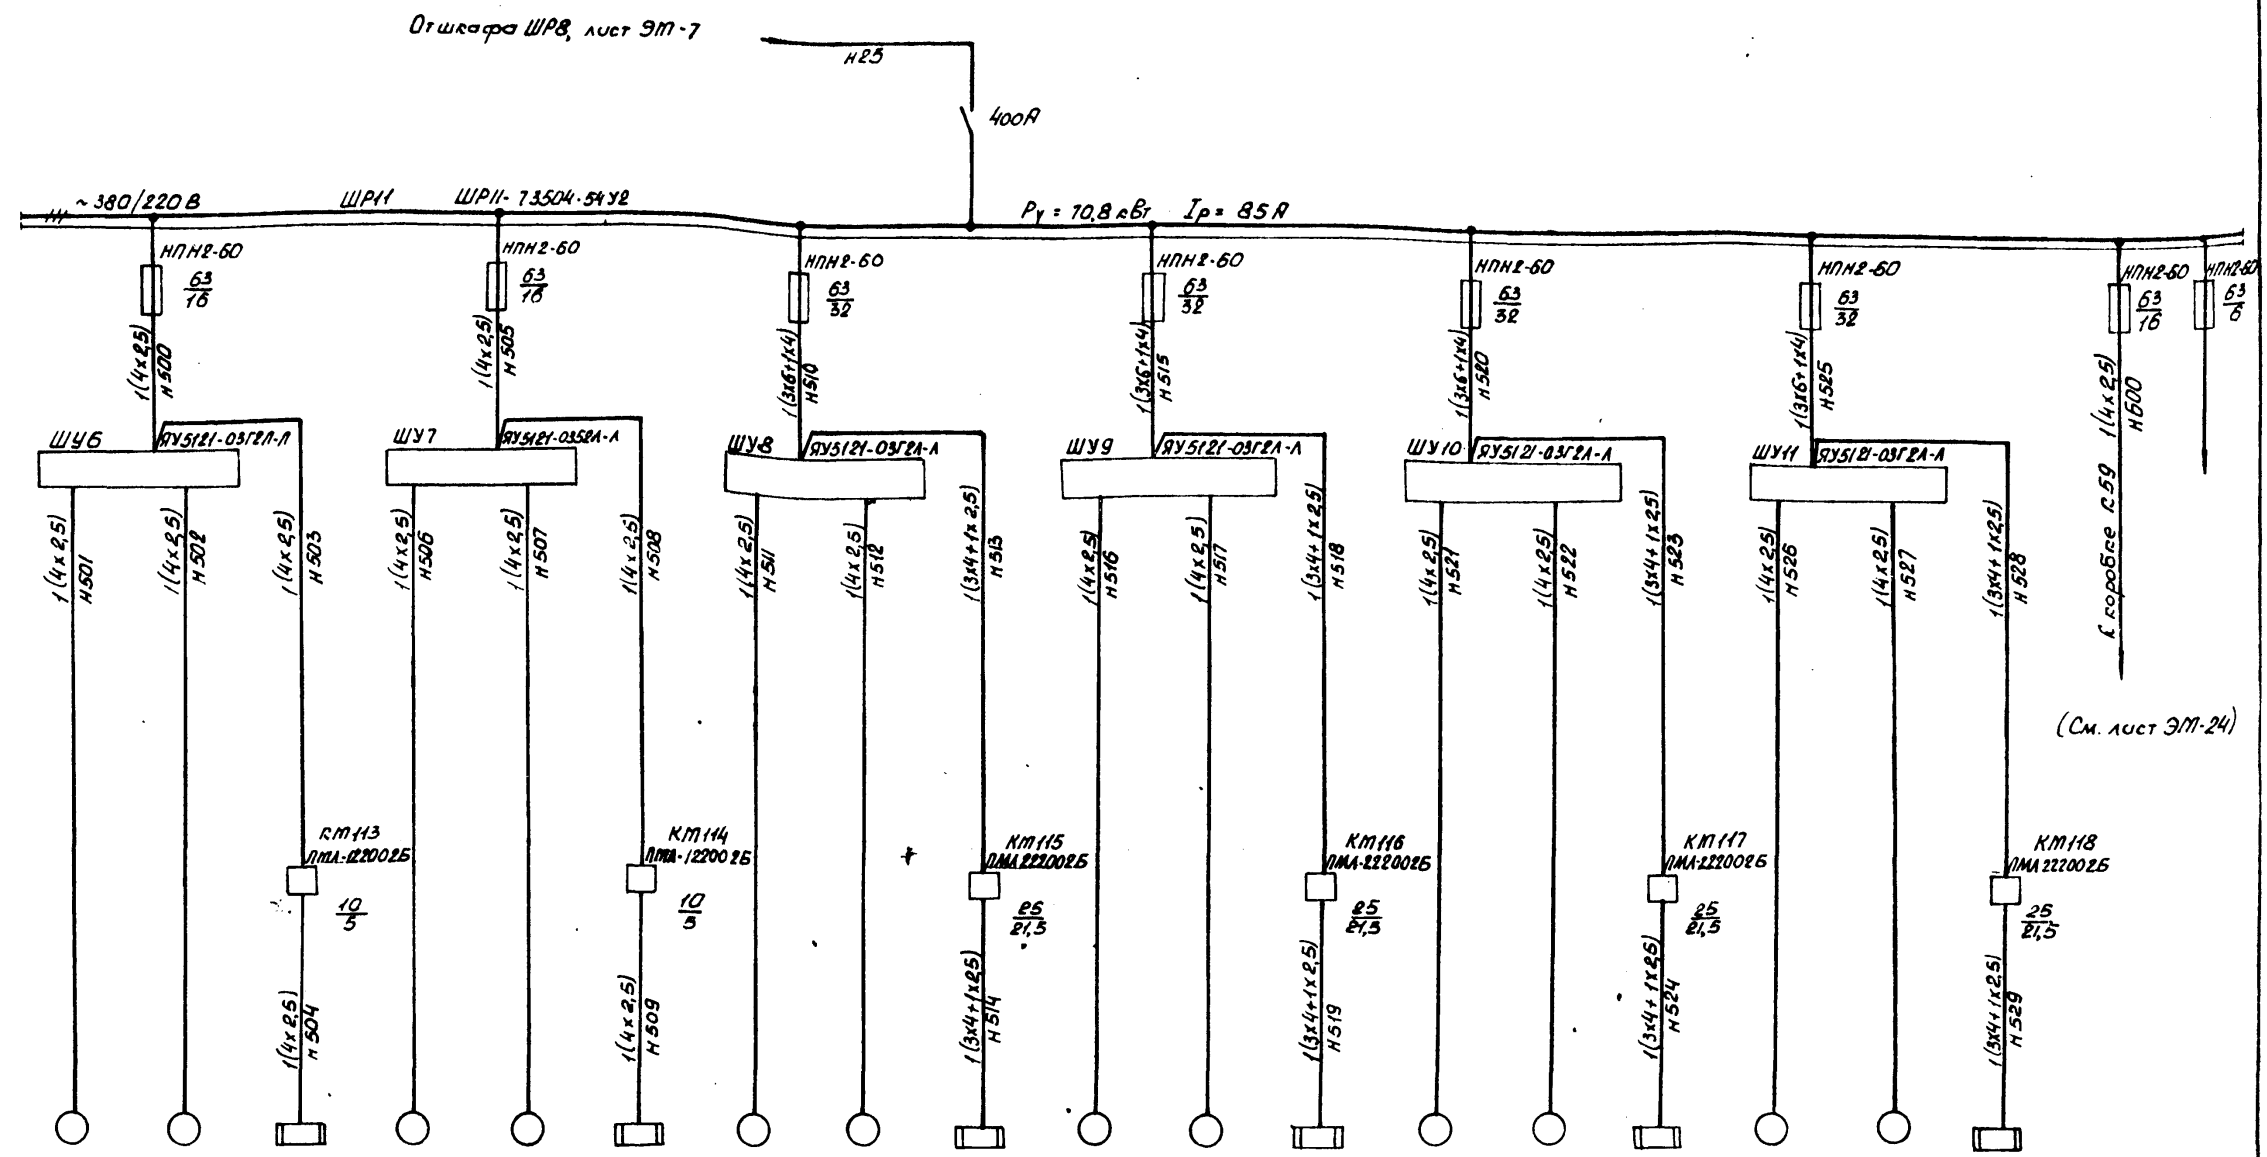 От шкафа ШР8, лист ЭМ-7
Н25
400А
~380/220 В
ШР11
ШР11-73504-54У2
Ру = 70,8 кВт
Iр = 85 А
НПН2-60
63
16
1(4х2,5)
Н500
НПН2-60
63
16
1(4х2,5)
Н505
НПН2-60
63
32
1(3х6+1х4)
Н510
НПН2-60
63
32
1(3х6+1х4)
Н515
НПН2-60
63
32
1(3х6+1х4)
Н520
НПН2-60
63
32
1(3х6+1х4)
Н525
НПН2-60
63
16
1(4х2,5)
Н600
К коробке К59
НПН2-60
63
6
ШУ6
ЯУ5121-03Г2А-Л
ШУ7
ЯУ5121-0352А-Л
ШУ8
ЯУ5121-03Г2А-Л
ШУ9
ЯУ5121-03Г2А-Л
ШУ10
ЯУ5121-03Г2А-Л
ШУ11
ЯУ5121-03Г2А-Л
1(4х2,5)
Н501
1(4х2,5)
Н502
1(4х2,5)
Н503
1(4х2,5)
Н506
1(4х2,5)
Н507
1(4х2,5)
Н508
1(4х2,5)
Н511
1(4х2,5)
Н512
1(3х4+1х2,5)
Н513
1(4х2,5)
Н516
1(4х2,5)
Н517
1(3х4+1х2,5)
Н518
1(4х2,5)
Н521
1(4х2,5)
Н522
1(3х4+1х2,5)
Н523
1(4х2,5)
Н526
1(4х2,5)
Н527
1(3х4+1х2,5)
Н528
(См. лист ЭМ-24)
КМ113
ПМЛ-122002Б
10
5
КМ114
ПМЛ-122002Б
10
5
КМ115
ПМЛ 222002Б
25
21,5
КМ116
ПМЛ-222002Б
25
21,5
КМ117
ПМЛ-222002Б
25
21,5
КМ118
ПМЛ 222002Б
25
21,5
1(4х2,5)
Н504
1(4х2,5)
Н509
1(3х4+1х2,5)
Н514
1(3х4+1х2,5)
Н519
1(3х4+1х2,5)
Н524
1(3х4+1х2,5)
Н529